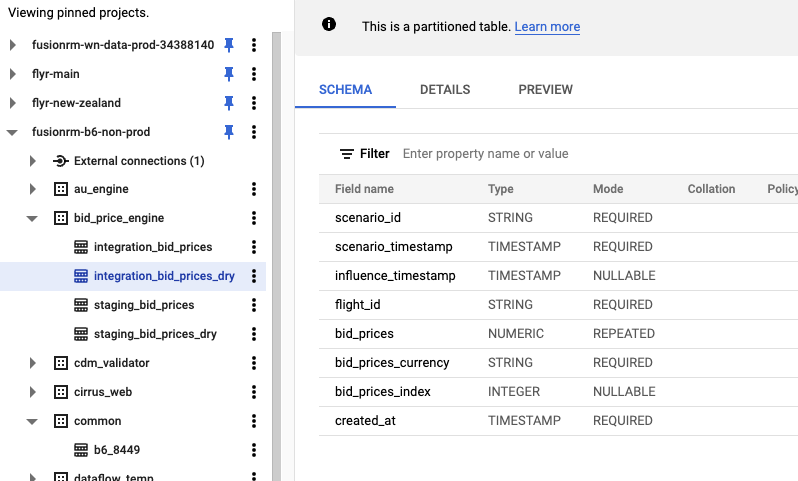 Viewing pinned projects.
fusionrm-wn-data-prod-34388140
flyr-main
flyr-new-zealand
fusionrm-b6-non-prod
External connections (1)
au_engine
bid_price_engine
integration_bid_prices
integration_bid_prices_dry
staging_bid_prices
staging_bid_prices_dry
cdm_validator
cirrus_web
common
b6_8449
dataflow_temp
This is a partitioned table. Learn more
SCHEMA DETAILS PREVIEW
Filter Enter property name or value
Field name Type Mode Collation Policy
scenario_id STRING REQUIRED
scenario_timestamp TIMESTAMP REQUIRED
influence_timestamp TIMESTAMP NULLABLE
flight_id STRING REQUIRED
bid_prices NUMERIC REPEATED
bid_prices_currency STRING REQUIRED
bid_prices_index INTEGER NULLABLE
created_at TIMESTAMP REQUIRED